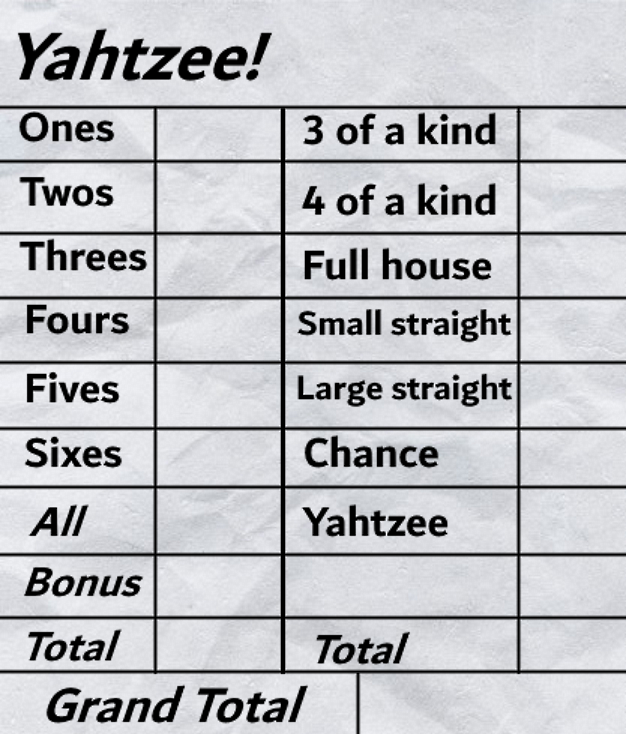 Yahtzee!
Ones 3 of a kind
Twos 4 of a kind
Threes Full house
Fours Small straight
Fives Large straight
Sixes Chance
All Yahtzee
Bonus
Total Total
Grand Total